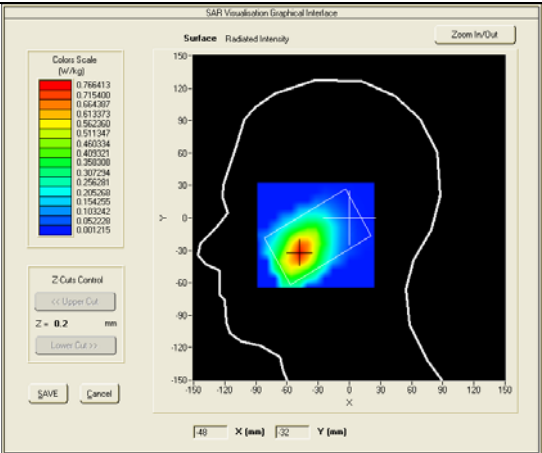 SAR Visualisation Graphical Interface
Surface Radiated Intensity
Zoom In/Out
Colors Scale
(W/kg)
0.766413
0.715400
0.664387
0.613373
0.562360
0.511347
0.460334
0.409321
0.358308
0.307294
0.256281
0.205268
0.154255
0.103242
0.052228
0.001215
150
120
90
60
30
0
-30
-60
-90
-120
-150
Y
-150 -120 -90 -60 -30 0 30 60 90 120 150
X
Z-Cuts Control
<< Upper Cut
Z = 0.2 mm
Lower Cut >>
SAVE Cancel
-48 X (mm) -32 Y (mm)